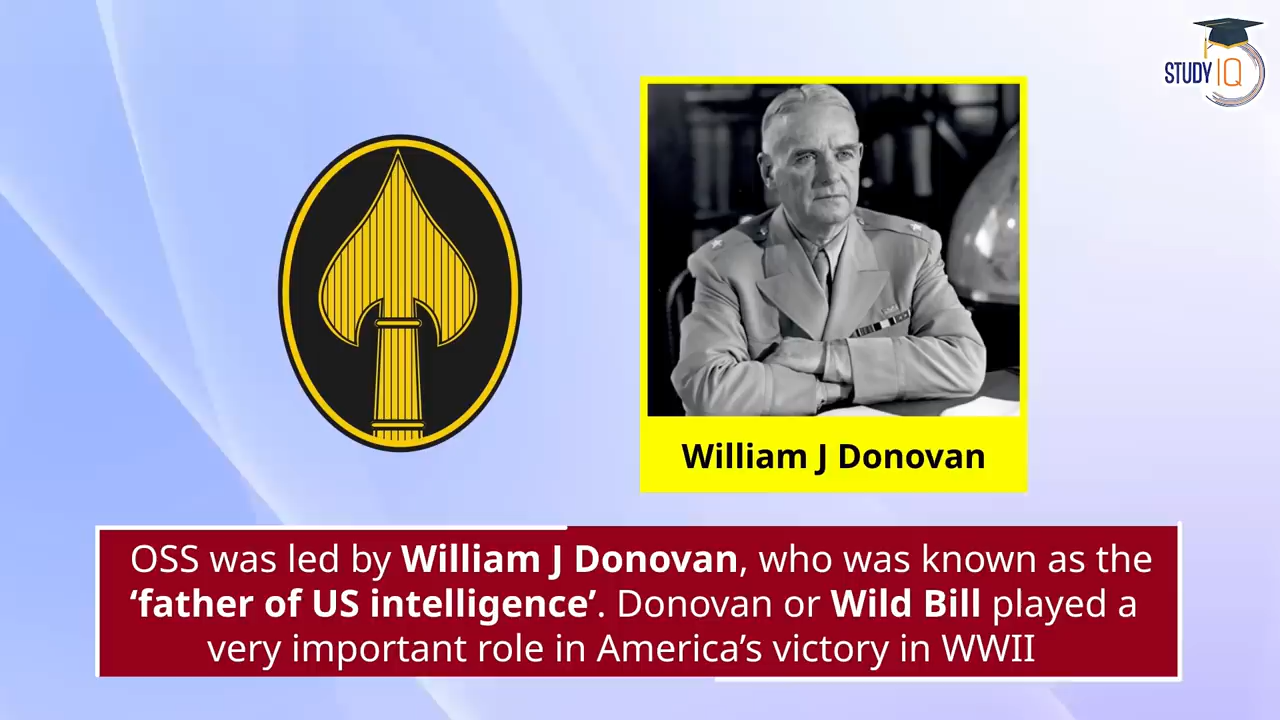 STUDY IQ
William J Donovan
OSS was led by William J Donovan, who was known as the
‘father of US intelligence’. Donovan or Wild Bill played a
very important role in America’s victory in WWII